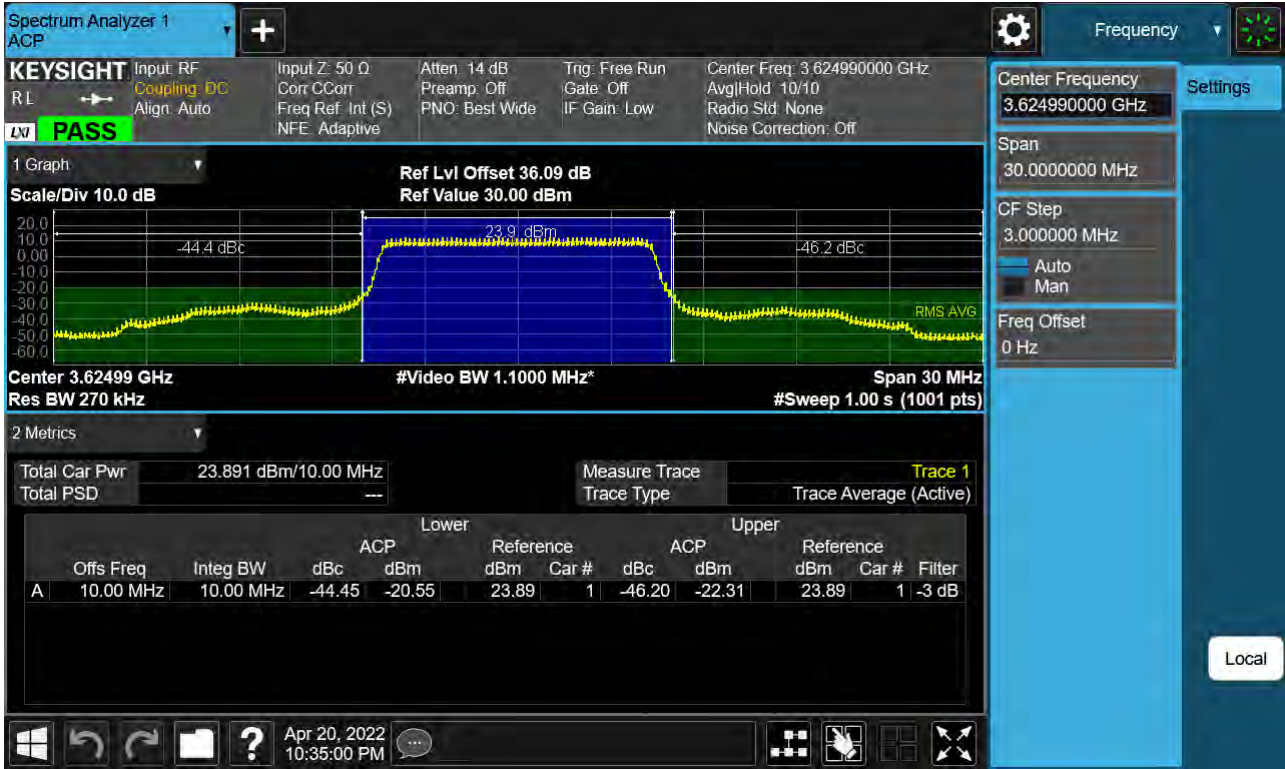 Spectrum Analyzer 1
ACP
Frequency
KEYSIGHT
R L
LXI
PASS
Input: RF
Coupling: DC
Align: Auto
Input Z: 50 Ω
Corr CCorr
Freq Ref: Int (S)
NFE: Adaptive
Atten: 14 dB
Preamp: Off
PNO: Best Wide
Trig: Free Run
Gate: Off
IF Gain: Low
Center Freq: 3.624990000 GHz
Avg|Hold: 10/10
Radio Std: None
Noise Correction: Off
Center Frequency
3.624990000 GHz
Settings
Span
30.0000000 MHz
CF Step
3.000000 MHz
Auto
Man
Freq Offset
0 Hz
Local
1 Graph
Scale/Div 10.0 dB
Ref Lvl Offset 36.09 dB
Ref Value 30.00 dBm
20.0
10.0
0.00
-10.0
-20.0
-30.0
-40.0
-50.0
-60.0
-44.4 dBc
23.9 dBm
-46.2 dBc
RMS AVG
Center 3.62499 GHz
#Video BW 1.1000 MHz*
Span 30 MHz
Res BW 270 kHz
#Sweep 1.00 s (1001 pts)
2 Metrics
Total Car Pwr 23.891 dBm/10.00 MHz
Total PSD ---
Measure Trace Trace 1
Trace Type Trace Average (Active)
Lower Upper
ACP Reference ACP Reference
Offs Freq Integ BW dBc dBm dBm Car # dBc dBm dBm Car # Filter
A 10.00 MHz 10.00 MHz -44.45 -20.55 23.89 1 -46.20 -22.31 23.89 1 -3 dB
Apr 20, 2022
10:35:00 PM